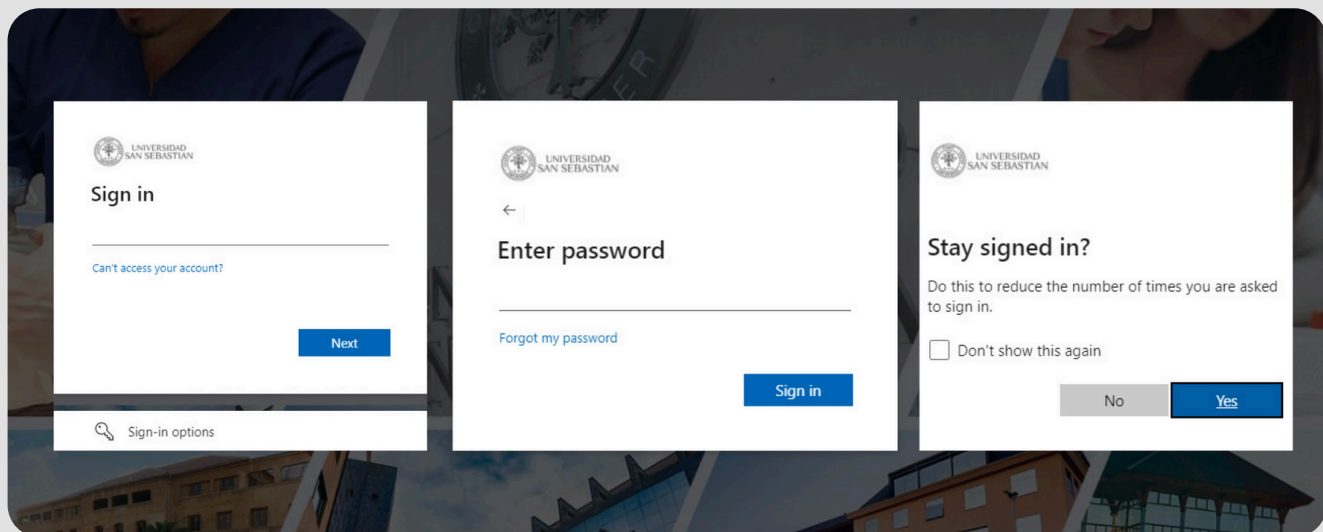 UNIVERSIDAD
SAN SEBASTIAN
Sign in
Can't access your account?
Next
Sign-in options
UNIVERSIDAD
SAN SEBASTIAN
←
Enter password
Forgot my password
Sign in
UNIVERSIDAD
SAN SEBASTIAN
Stay signed in?
Do this to reduce the number of times you are asked
to sign in.
Don't show this again
No
Yes